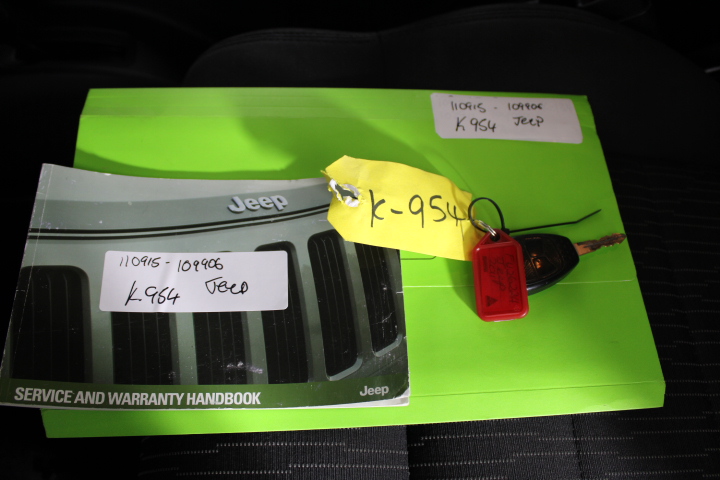 110915 - 109906
K954 Jeep
K-954
Jeep
110915 - 109906
K954 Jeep
SERVICE AND WARRANTY HANDBOOK
Jeep